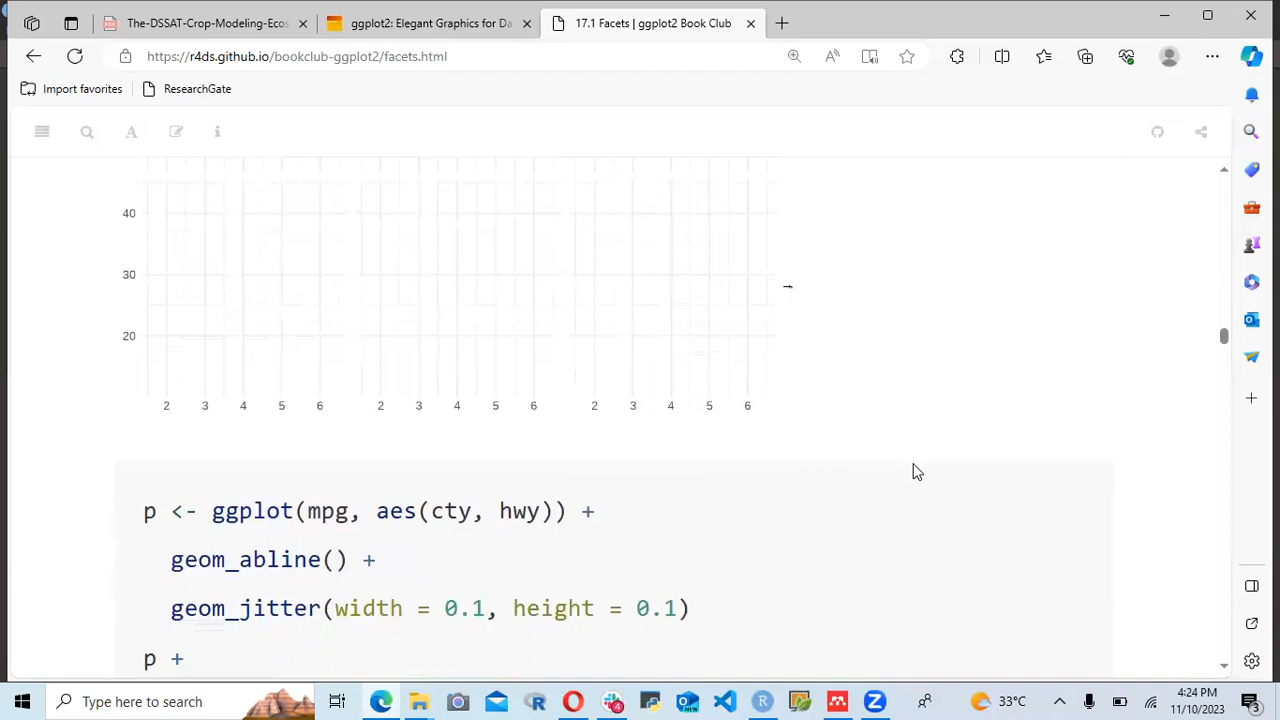 The-DSSAT-Crop-Modeling-Ecos
ggplot2: Elegant Graphics for Da
17.1 Facets | ggplot2 Book Club
https://r4ds.github.io/bookclub-ggplot2/facets.html
Import favorites
ResearchGate
40
30
20
2 3 4 5 6 2 3 4 5 6 2 3 4 5 6
p <- ggplot(mpg, aes(cty, hwy)) +
geom_abline() +
geom_jitter(width = 0.1, height = 0.1)
p +
Type here to search
4
33°C
4:24 PM
11/10/2023
3